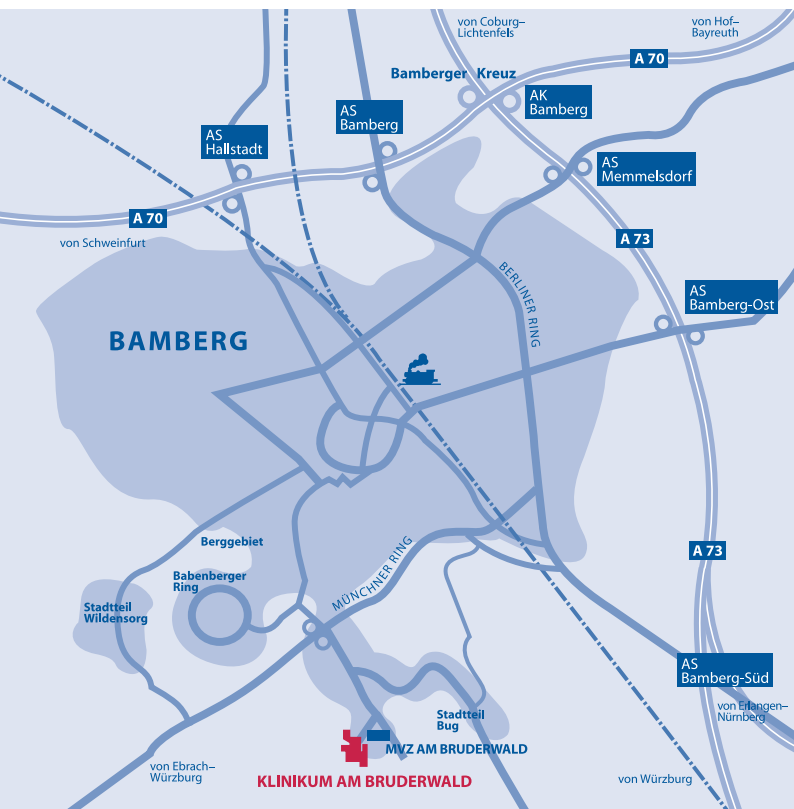 von Coburg–
Lichtenfels
von Hof–
Bayreuth
A 70
Bamberger Kreuz
AK
Bamberg
AS
Bamberg
AS
Hallstadt
AS
Memmelsdorf
A 70
von Schweinfurt
A 73
BERLINER RING
AS
Bamberg-Ost
BAMBERG
Berggebiet
MÜNCHNER RING
A 73
Babenberger
Ring
Stadtteil
Wildensorg
AS
Bamberg-Süd
von Erlangen–
Nürnberg
Stadtteil
Bug
MVZ AM BRUDERWALD
von Ebrach–
Würzburg
KLINIKUM AM BRUDERWALD
von Würzburg